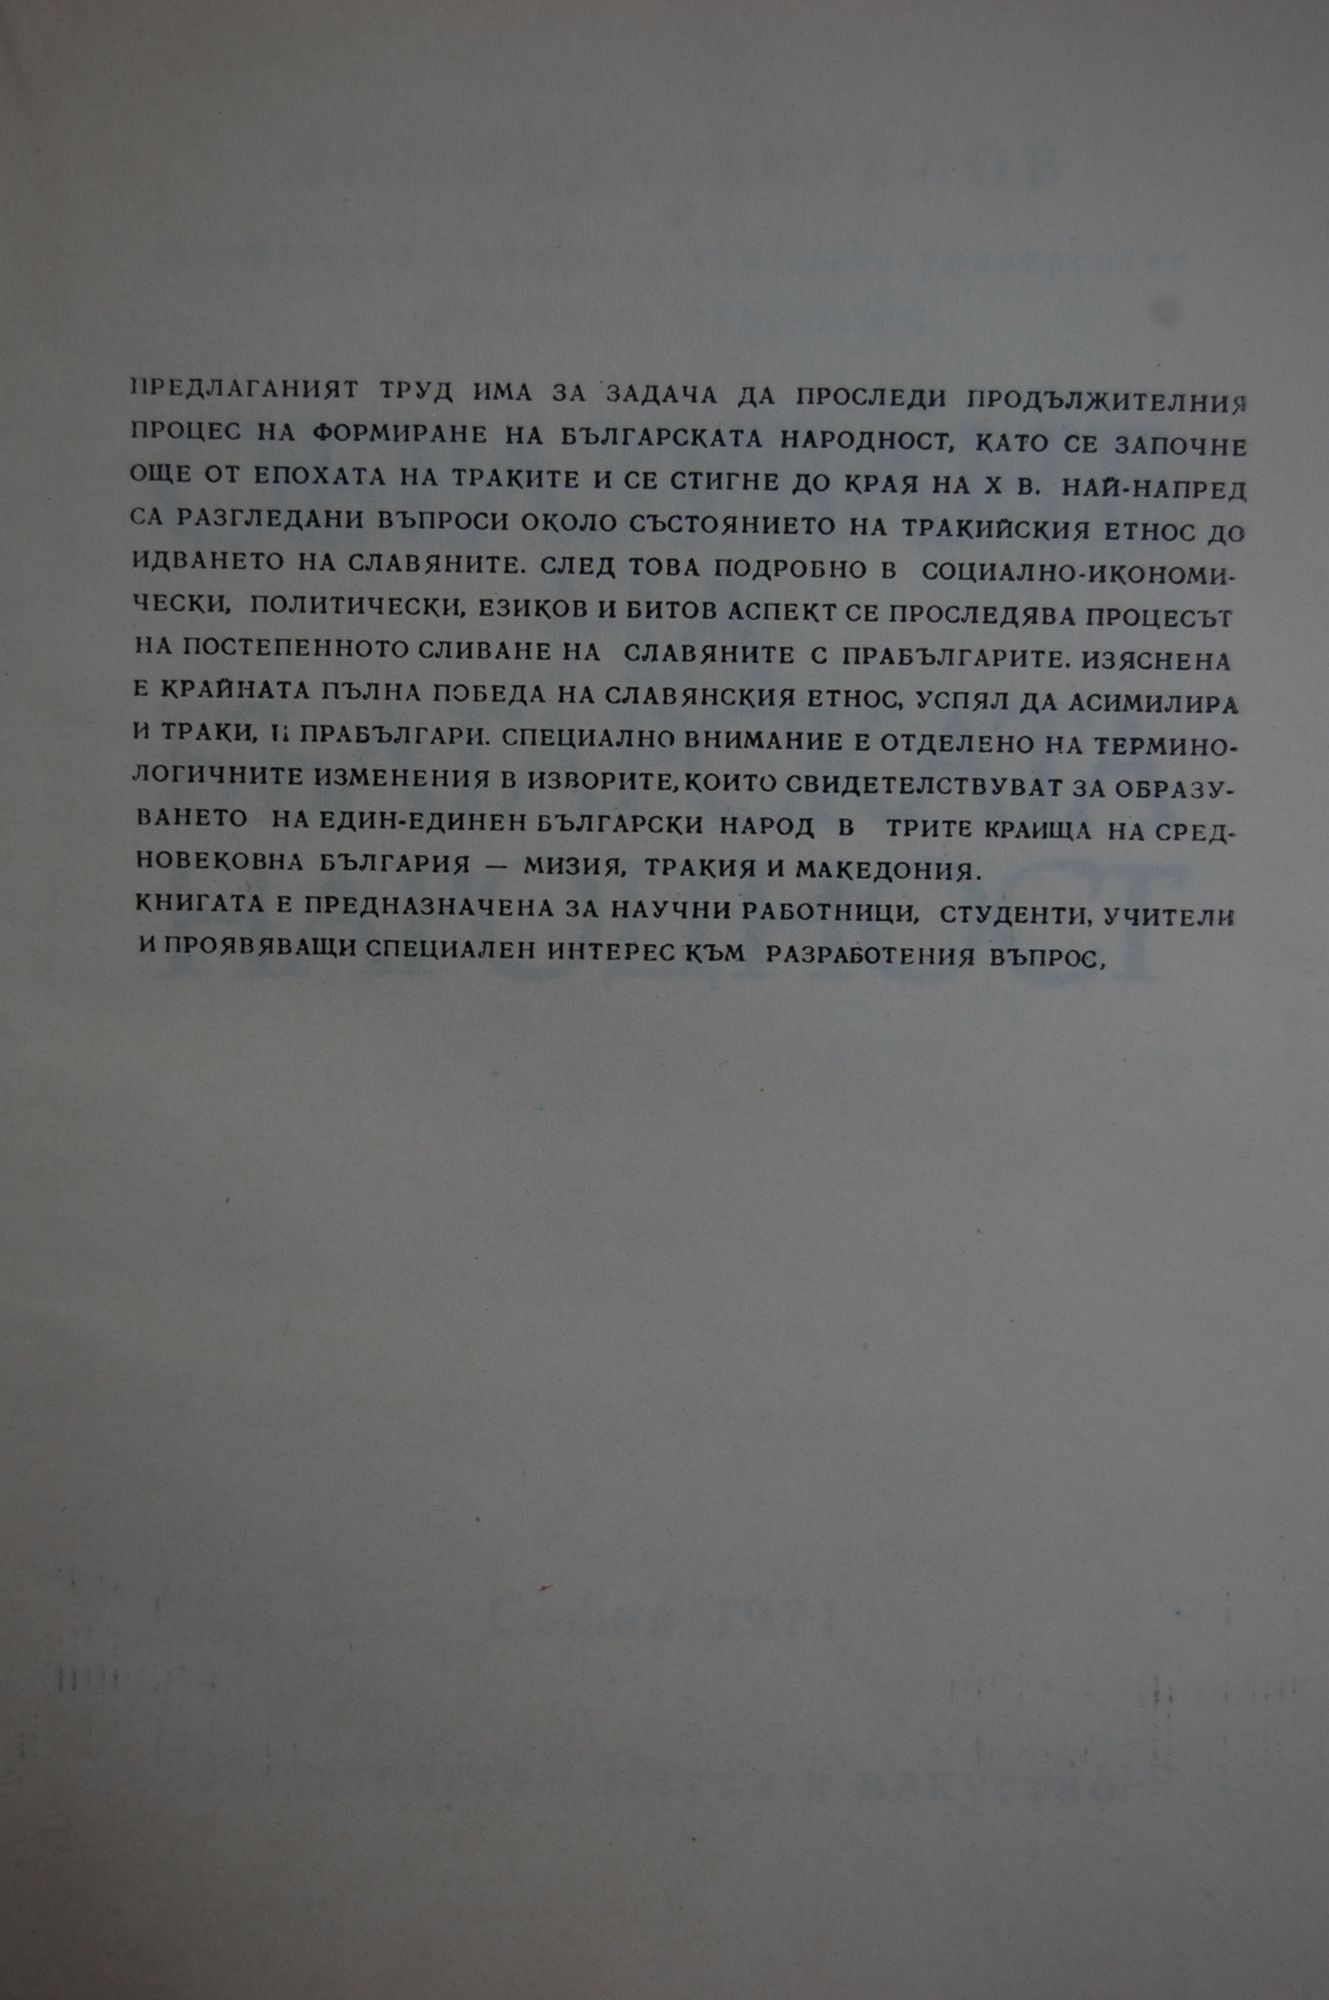 ПРЕДЛАГАНИЯТ ТРУД ИМА ЗА ЗАДАЧА ДА ПРОСЛЕДИ ПРОДЪЛЖИТЕЛНИЯ
ПРОЦЕС НА ФОРМИРАНЕ НА БЪЛГАРСКАТА НАРОДНОСТ, КАТО СЕ ЗАПОЧНЕ
ОЩЕ ОТ ЕПОХАТА НА ТРАКИТЕ И СЕ СТИГНЕ ДО КРАЯ НА X В. НАЙ-НАПРЕД
СА РАЗГЛЕДАНИ ВЪПРОСИ ОКОЛО СЪСТОЯНИЕТО НА ТРАКИЙСКИЯ ЕТНОС ДО
ИДВАНЕТО НА СЛАВЯНИТЕ. СЛЕД ТОВА ПОДРОБНО В СОЦИАЛНО-ИКОНОМИ-
ЧЕСКИ, ПОЛИТИЧЕСКИ, ЕЗИКОВ И БИТОВ АСПЕКТ СЕ ПРОСЛЕДЯВА ПРОЦЕСЪТ
НА ПОСТЕПЕННОТО СЛИВАНЕ НА СЛАВЯНИТЕ С ПРАБЪЛГАРИТЕ. ИЗЯСНЕНА
Е КРАЙНАТА ПЪЛНА ПОБЕДА НА СЛАВЯНСКИЯ ЕТНОС, УСПЯЛ ДА АСИМИЛИРА
И ТРАКИ, И ПРАБЪЛГАРИ. СПЕЦИАЛНО ВНИМАНИЕ Е ОТДЕЛЕНО НА ТЕРМИНО-
ЛОГИЧНИТЕ ИЗМЕНЕНИЯ В ИЗВОРИТЕ, КОИТО СВИДЕТЕЛСТВУВАТ ЗА ОБРАЗУ-
ВАНЕТО НА ЕДИН-ЕДИНЕН БЪЛГАРСКИ НАРОД В ТРИТЕ КРАИЩА НА СРЕД-
НОВЕКОВНА БЪЛГАРИЯ — МИЗИЯ, ТРАКИЯ И МАКЕДОНИЯ.
КНИГАТА Е ПРЕДНАЗНАЧЕНА ЗА НАУЧНИ РАБОТНИЦИ, СТУДЕНТИ, УЧИТЕЛИ
И ПРОЯВЯВАЩИ СПЕЦИАЛЕН ИНТЕРЕС КЪМ РАЗРАБОТЕНИЯ ВЪПРОС,